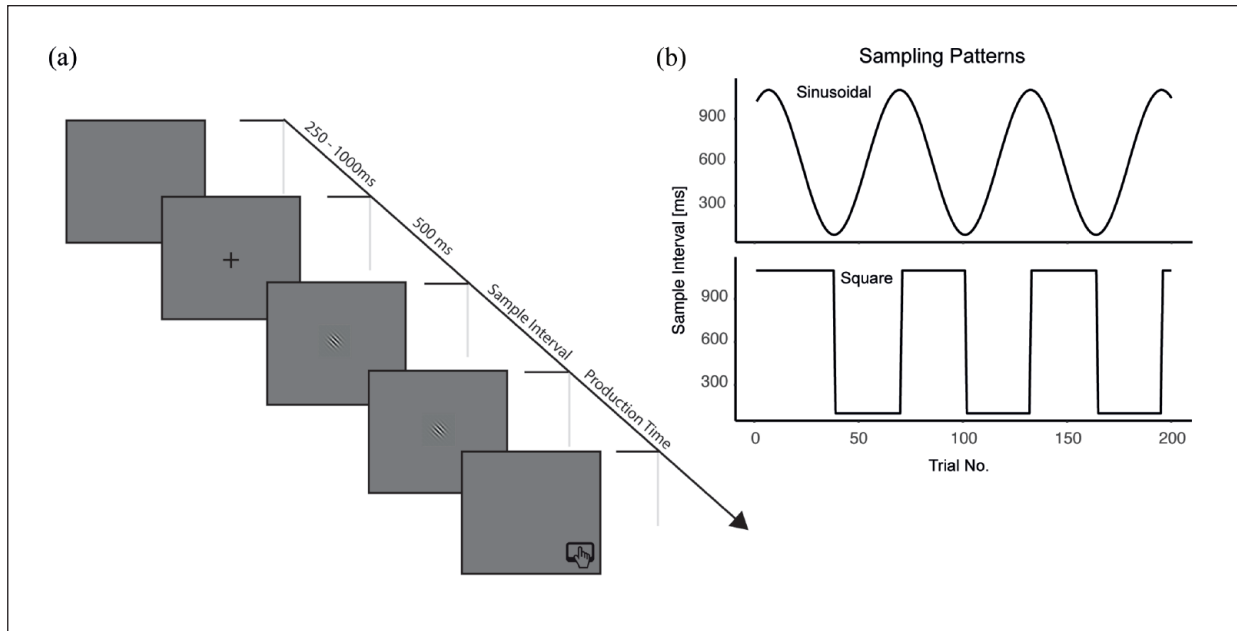 (a)
250 - 1000ms
500 ms
Sample Interval
Production Time
(b)
Sampling Patterns
Sinusoidal
900
600
300
Square
900
600
300
Sample Interval [ms]
0 50 100 150 200
Trial No.